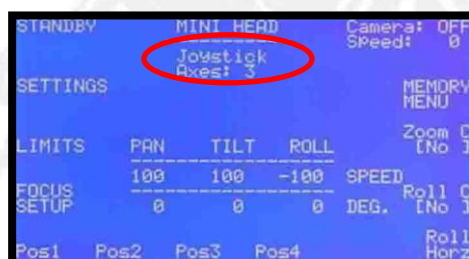 STANDBY MINI HEAD Camera: OFF
Speed: 0
Joystick
Axes: 3
SETTINGS MEMORY
MENU
Zoom
LIMITS PAN TILT ROLL [No
100 100 -100 SPEED
FOCUS Roll
SETUP 0 0 0 DEG. [No
Roll
Pos1 Pos2 Pos3 Pos4 Horz